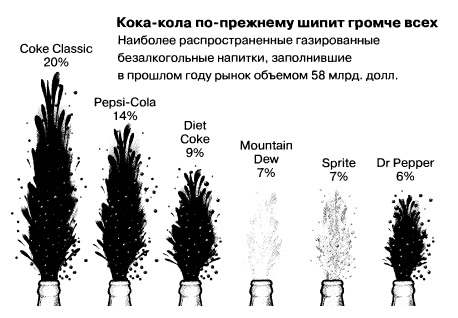 Кока-кола по-прежнему шипит громче всех
Наиболее распространенные газированные
безалкогольные напитки, заполнившие
в прошлом году рынок объемом 58 млрд. долл.
Coke Classic
20%
Pepsi-Cola
14%
Diet
Coke
9%
Mountain
Dew
7%
Sprite
7%
Dr Pepper
6%